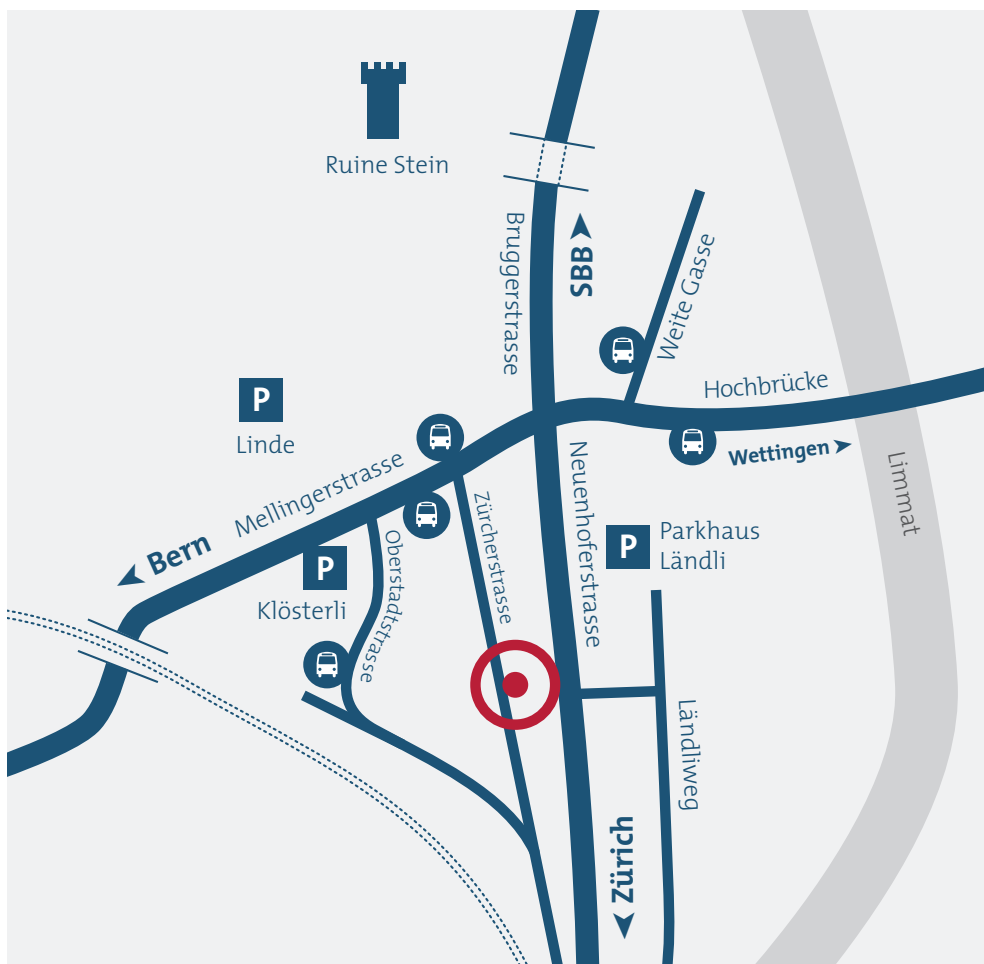 Ruine Stein
Bruggerstrasse
SBB
Weite Gasse
Hochbrücke
P
Linde
Mellingerstrasse
Wettingen
Limmat
Bern
Zürcherstrasse
Neuenhoferstrasse
P
Parkhaus
Ländli
Oberstadtstrasse
P
Klösterli
Ländliweg
Zürich